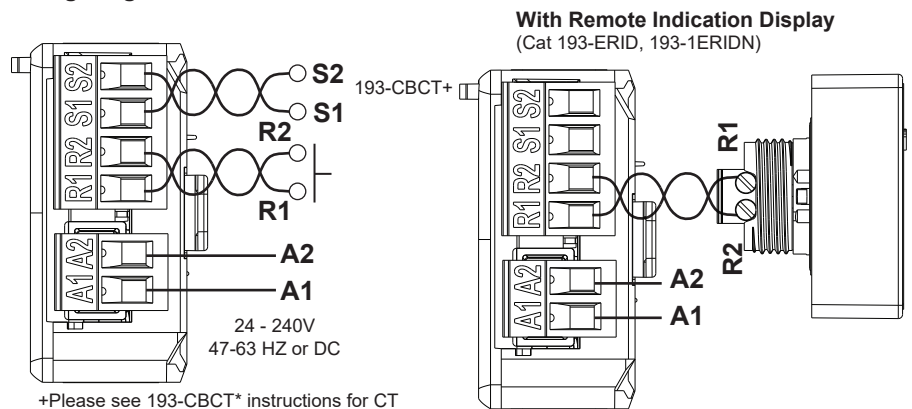 With Remote Indication Display
(Cat 193-ERID, 193-1ERIDN)
S2
S1
R2
R1
A2
A1
S2
S1
R2
R1
A2
A1
24 - 240V
47-63 HZ or DC
+Please see 193-CBCT* instructions for CT
193-CBCT+
S2
S1
R2
R1
A2
A1
R1
R2
A2
A1